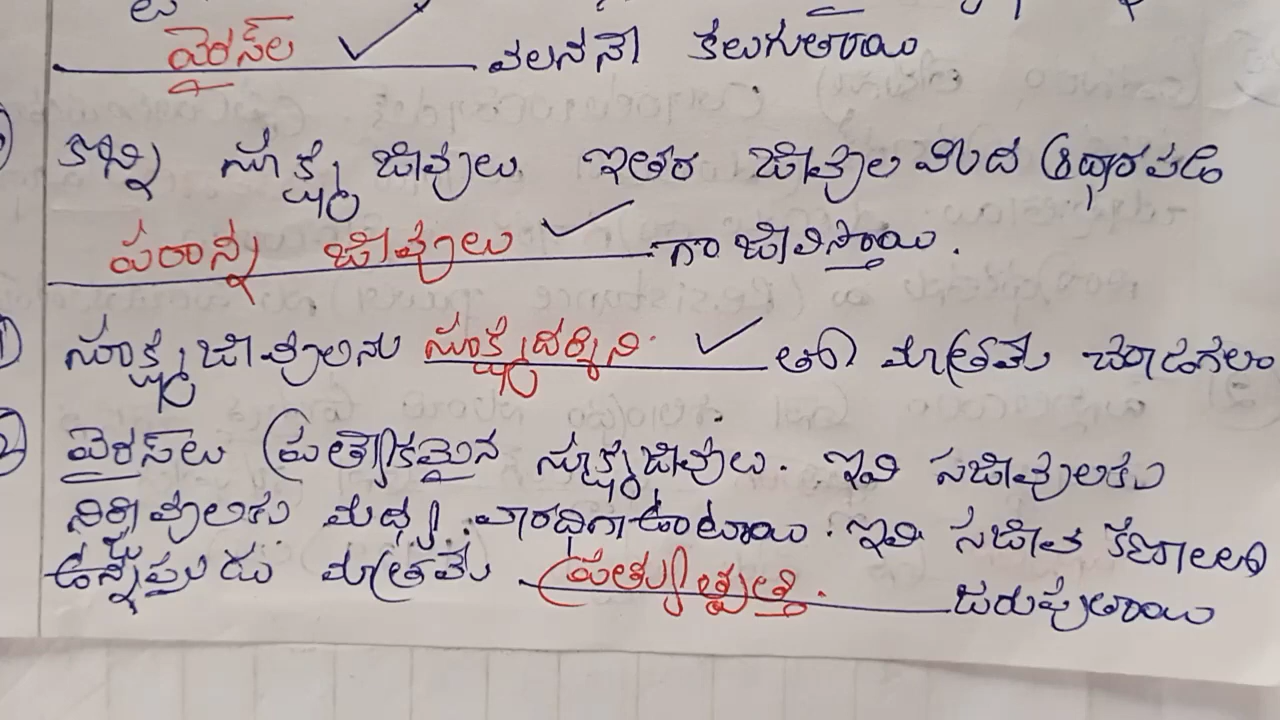 వైరస్‌ల వలననే కలుగుతాయి
కొన్ని సూక్ష్మ జీవులు ఇతర జీవుల మీద ఆధారపడి
పరాన్న జీవులు గా జీవిస్తాయి.
సూక్ష్మజీవులను సూక్ష్మదర్శిని తో మాత్రమే చూడగలం
వైరస్‌లు ప్రత్యేకమైన సూక్ష్మజీవులు. ఇవి సజీవులకు
నిర్జీవులకు మధ్య వారధిగా ఉంటాయి. ఇవి సజీవ కణాలలో
ఉన్నప్పుడు మాత్రమే ప్రత్యుత్పత్తి. జరుపుతాయి